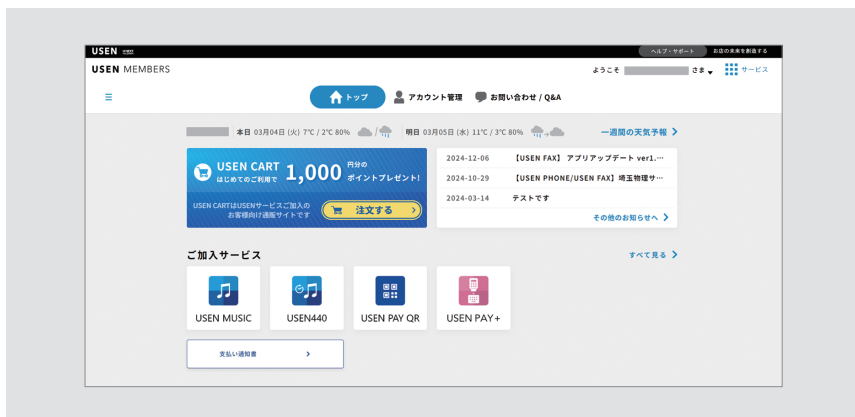 USEN
ヘルプ・サポート
お店の未来を創造する
USEN MEMBERS
ようこそ さま
サービス
トップ
アカウント管理
お問い合わせ / Q&A
本日 03月04日 (火) 7℃ / 2℃ 80% /
明日 03月05日 (水) 11℃ / 3℃ 80%
一週間の天気予報
USEN CART
はじめてのご利用で
1,000
円分の
ポイントプレゼント!
USEN CARTはUSENサービスご加入の
お客様向け通販サイトです
注文する
2024-12-06 【USEN FAX】 アプリアップデート ver1.…
2024-10-29 【USEN PHONE/USEN FAX】埼玉物理サ…
2024-03-14 テストです
その他のお知らせへ
ご加入サービス
すべて見る
USEN MUSIC
USEN440
USEN PAY QR
USEN PAY+
支払い通知書